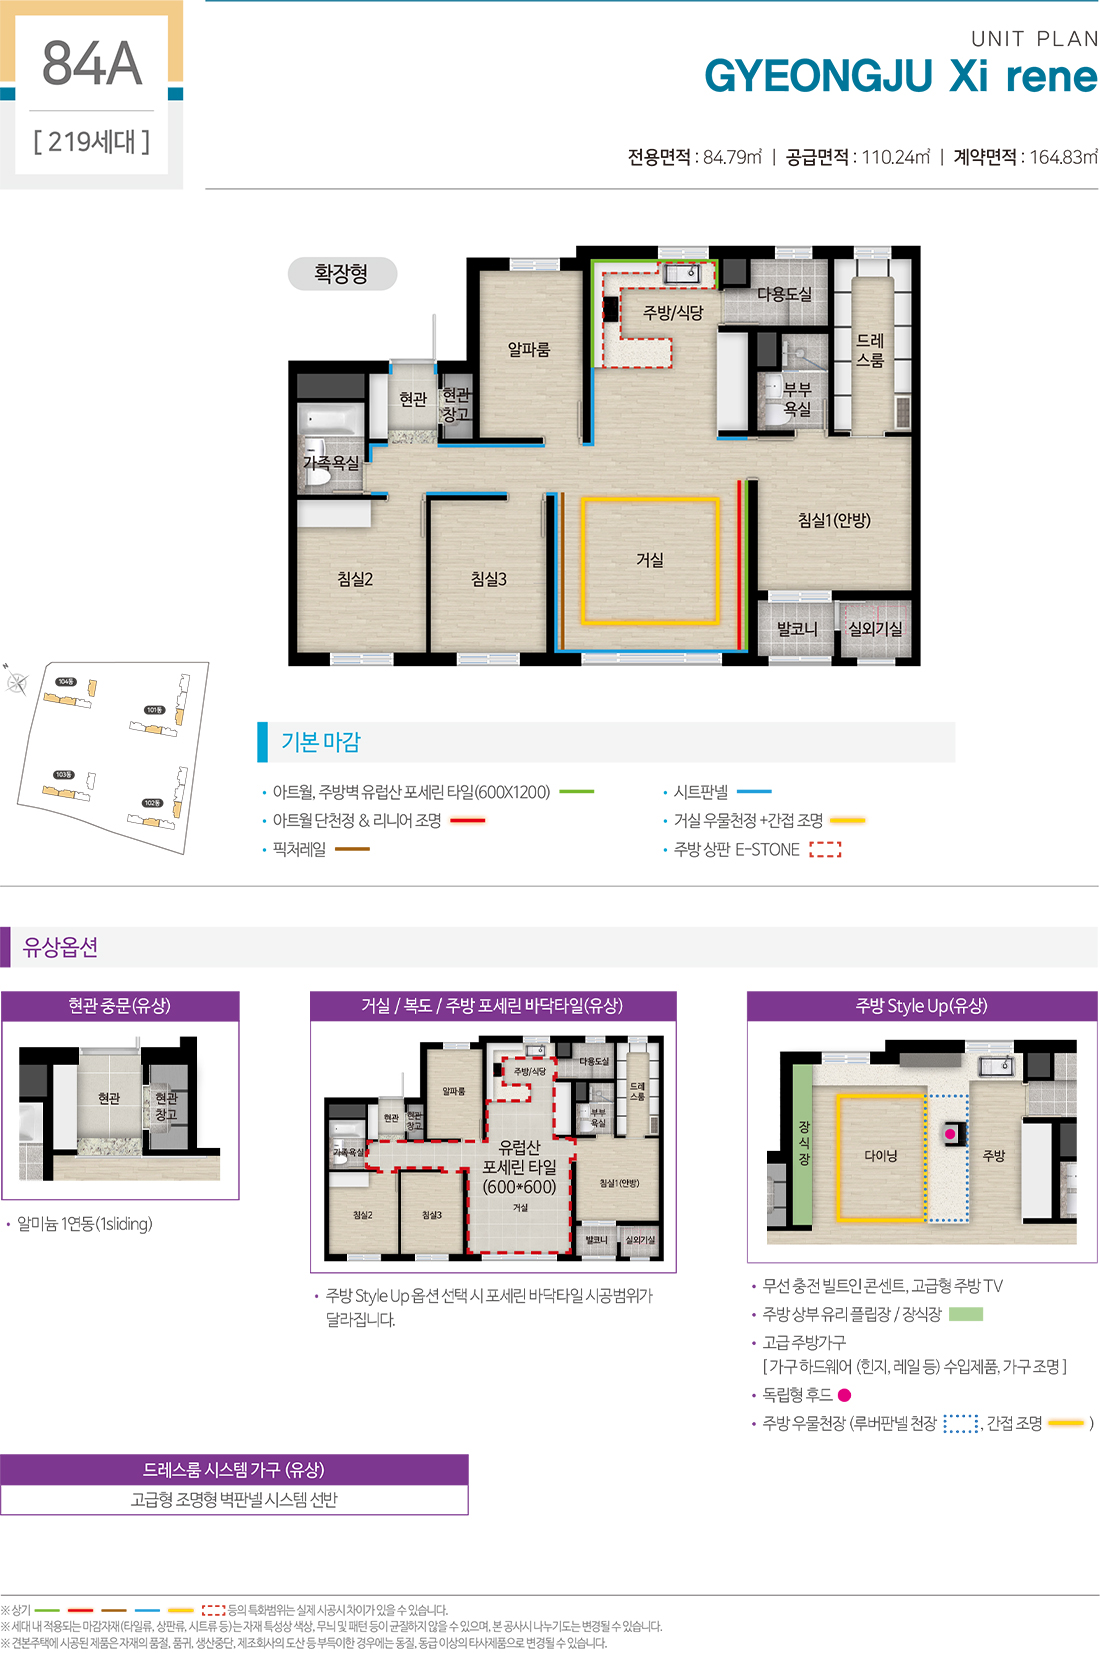 84A
[ 219세대 ]
UNIT PLAN
GYEONGJU Xi rene
전용면적 : 84.79㎡ | 공급면적 : 110.24㎡ | 계약면적 : 164.83㎡
확장형
주방/식당
다용도실
드레
스룸
알파룸
현관
현관
창고
부부
욕실
가족욕실
침실1(안방)
거실
침실2
침실3
발코니
실외기실
N
104동
101동
103동
102동
기본 마감
• 아트월, 주방벽 유럽산 포세린 타일(600X1200)
• 시트판넬
• 아트월 단천정 & 리니어 조명
• 거실 우물천정 +간접 조명
• 픽처레일
• 주방 상판 E-STONE
유상옵션
현관 중문(유상)
현관
현관
창고
• 알미늄 1연동(1sliding)
거실 / 복도 / 주방 포세린 바닥타일(유상)
주방/식당
다용도실
드레
스룸
알파룸
현관
현관
창고
부부
욕실
가족욕실
유럽산
포세린 타일
(600*600)
거실
침실1(안방)
침실2
침실3
발코니
실외기실
• 주방 Style Up 옵션 선택 시 포세린 바닥타일 시공범위가
달라집니다.
주방 Style Up(유상)
장식장
다이닝
주방
• 무선 충전 빌트인 콘센트, 고급형 주방 TV
• 주방 상부 유리 플립장 / 장식장
• 고급 주방가구
[ 가구 하드웨어 (힌지, 레일 등) 수입제품, 가구 조명 ]
• 독립형 후드
• 주방 우물천장 (루버판넬 천장 , 간접 조명 )
드레스룸 시스템 가구 (유상)
고급형 조명형 벽판넬 시스템 선반
※ 상기 등의 특화범위는 실제 시공시 차이가 있을 수 있습니다.
※ 세대 내 적용되는 마감자재(타일류, 상판류, 시트류 등)는 자재 특성상 색상, 무늬 및 패턴 등이 균질하지 않을 수 있으며, 본 공사시 나누기도는 변경될 수 있습니다.
※ 견본주택에 시공된 제품은 자재의 품절, 품귀, 생산중단, 제조회사의 도산 등 부득이한 경우에는 동질, 동급 이상의 타사제품으로 변경될 수 있습니다.